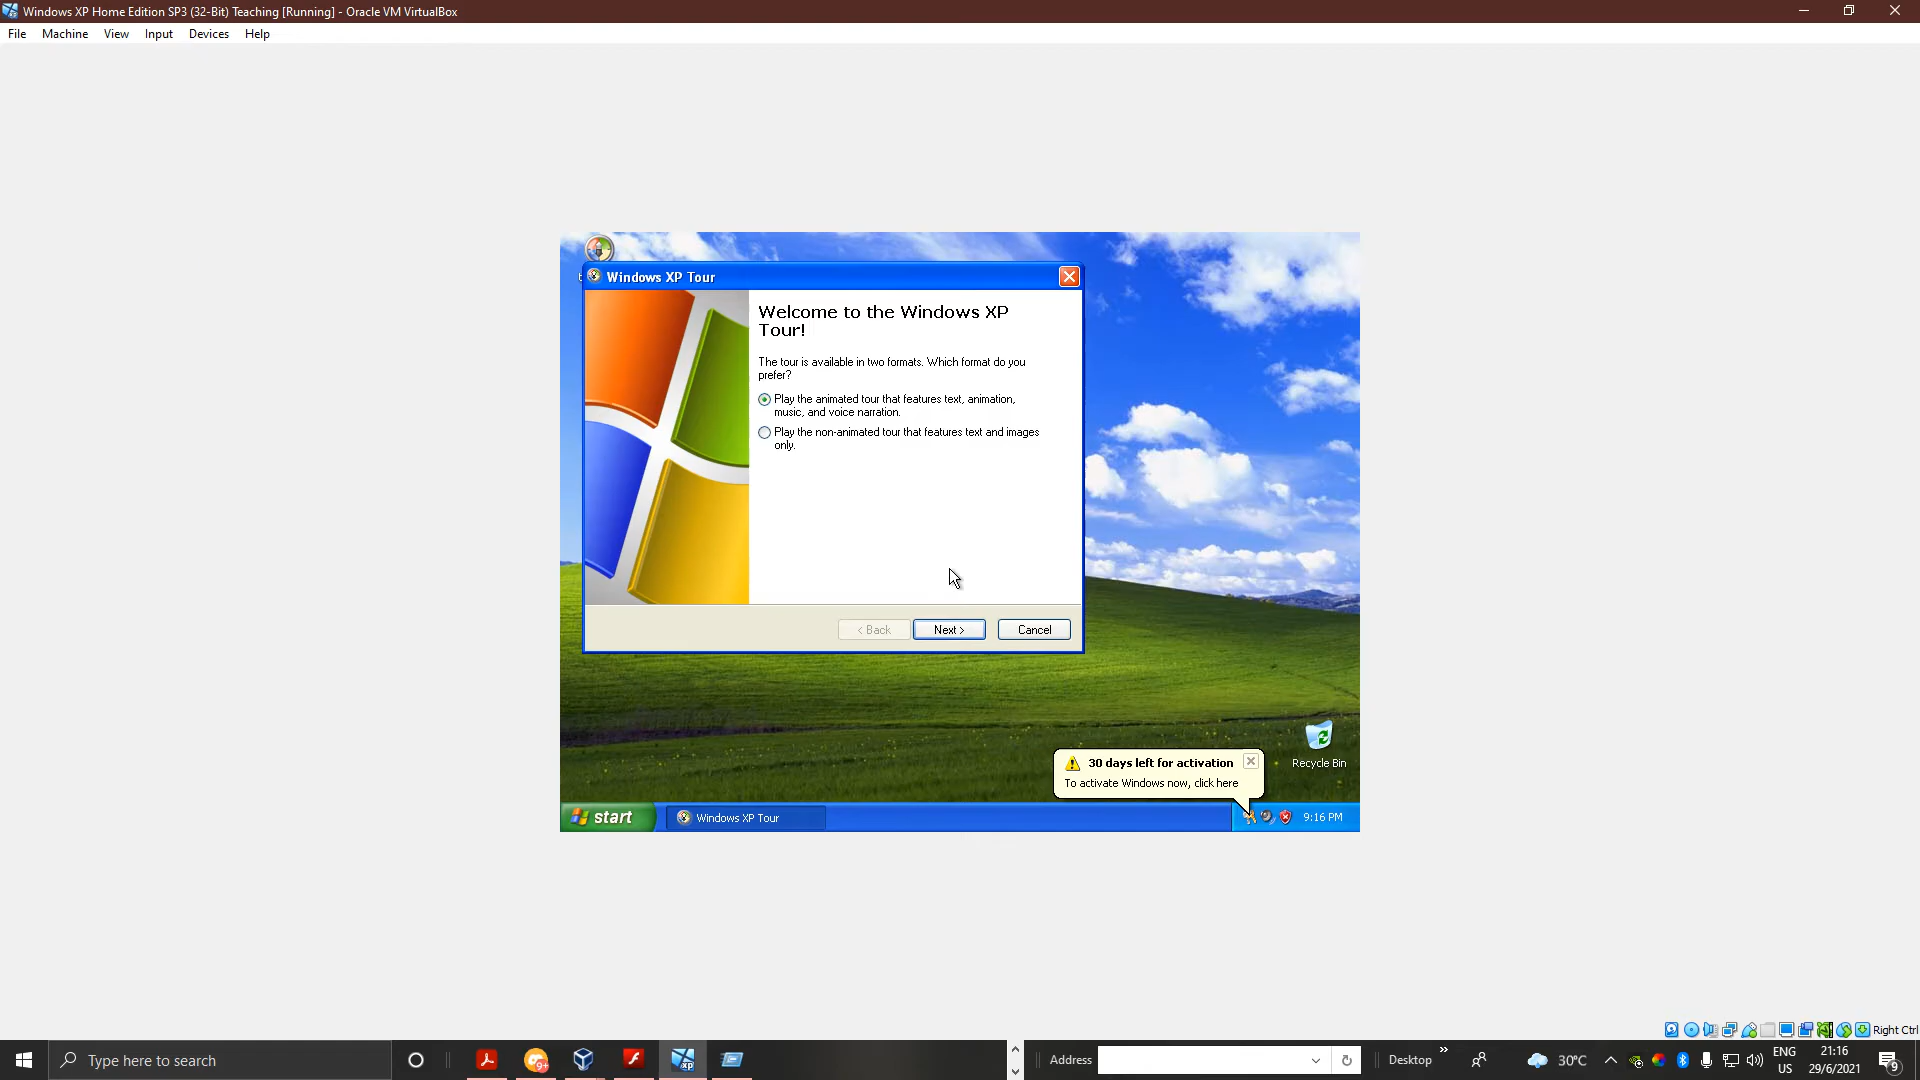 Windows XP Home Edition SP3 (32-Bit) Teaching [Running] - Oracle VM VirtualBox
File Machine View Input Devices Help
Windows XP Tour
Welcome to the Windows XP
Tour!
The tour is available in two formats. Which format do you
prefer?
Play the animated tour that features text, animation,
music, and voice narration.
Play the non-animated tour that features text and images
only.
< Back Next > Cancel
Recycle Bin
30 days left for activation
To activate Windows now, click here
start Windows XP Tour 9:16 PM
Right Ctrl
Type here to search
9+
xp
Address
Desktop
30°C
ENG
US
21:16
29/6/2021
9